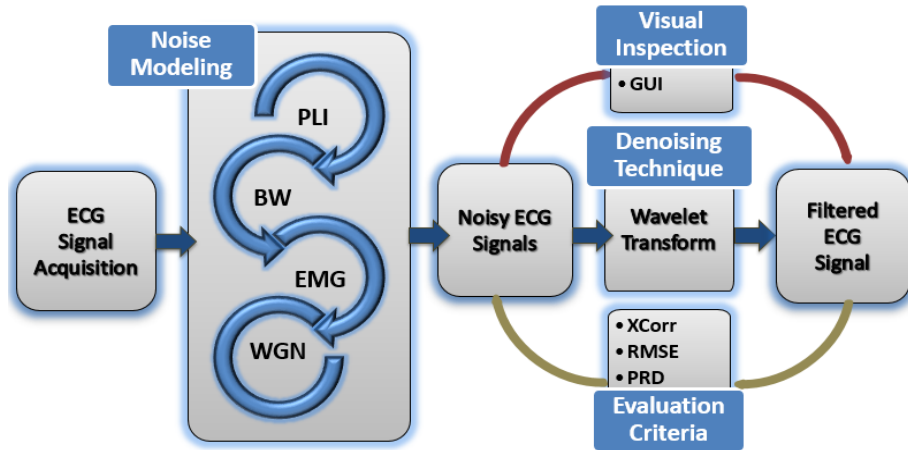 ECG
Signal
Acquisition
Noise
Modeling
PLI
BW
EMG
WGN
Noisy ECG
Signals
Visual
Inspection
• GUI
Denoising
Technique
Wavelet
Transform
• XCorr
• RMSE
• PRD
Evaluation
Criteria
Filtered
ECG
Signal